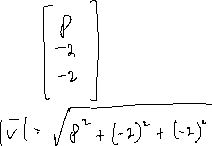 [8
-2
-2]
|v̅| = √8² + (-2)² + (-2)²